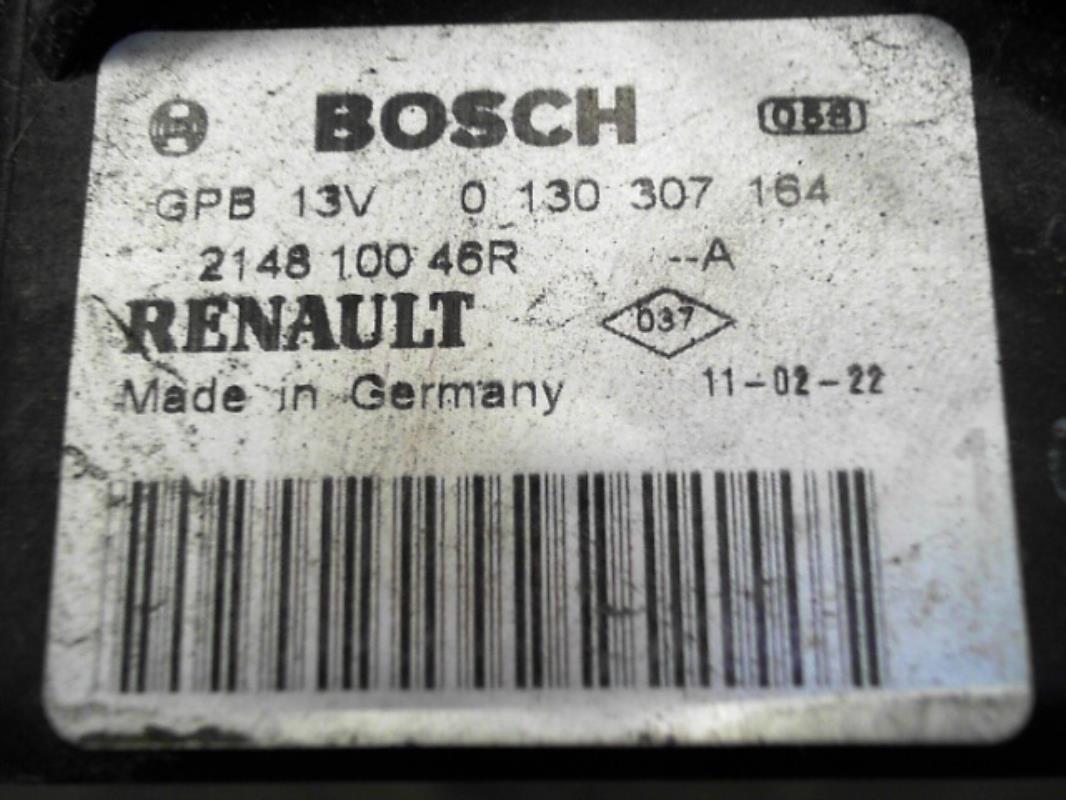 BOSCH 058
GPB 13V 0 130 307 164
2148 100 46R --A
RENAULT 037
Made in Germany 11-02-22